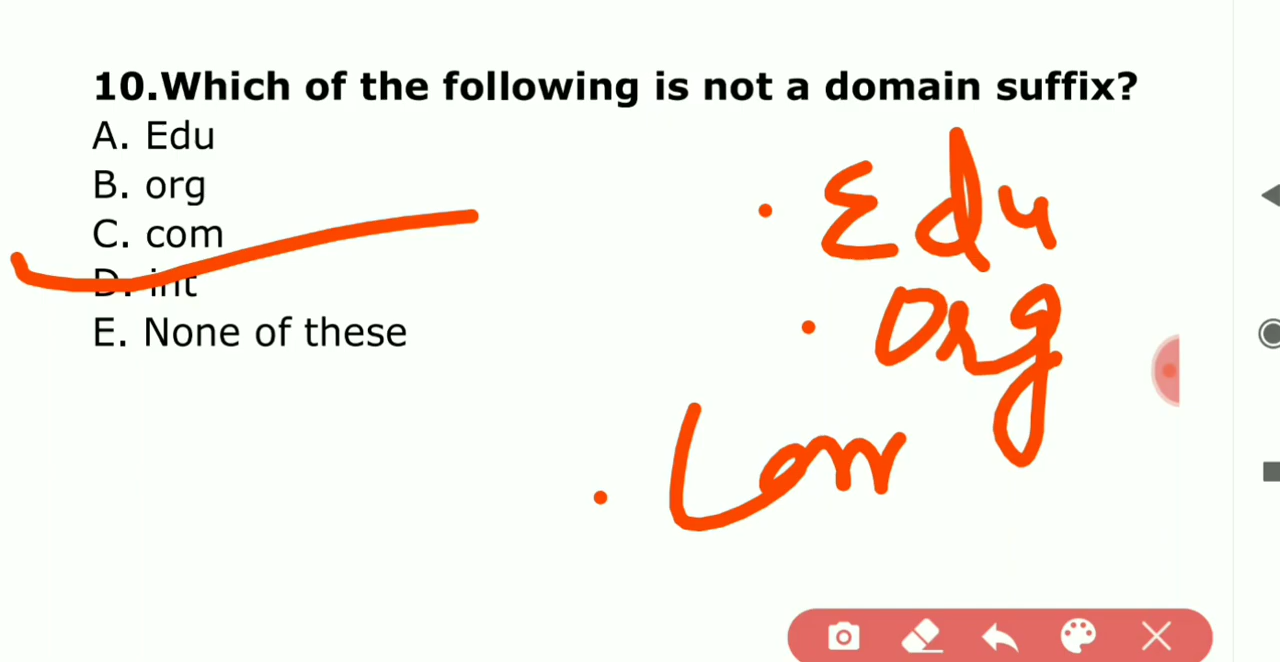 10.Which of the following is not a domain suffix?
A. Edu
B. org
C. com
D. int
E. None of these
. Edu
. org
. Com